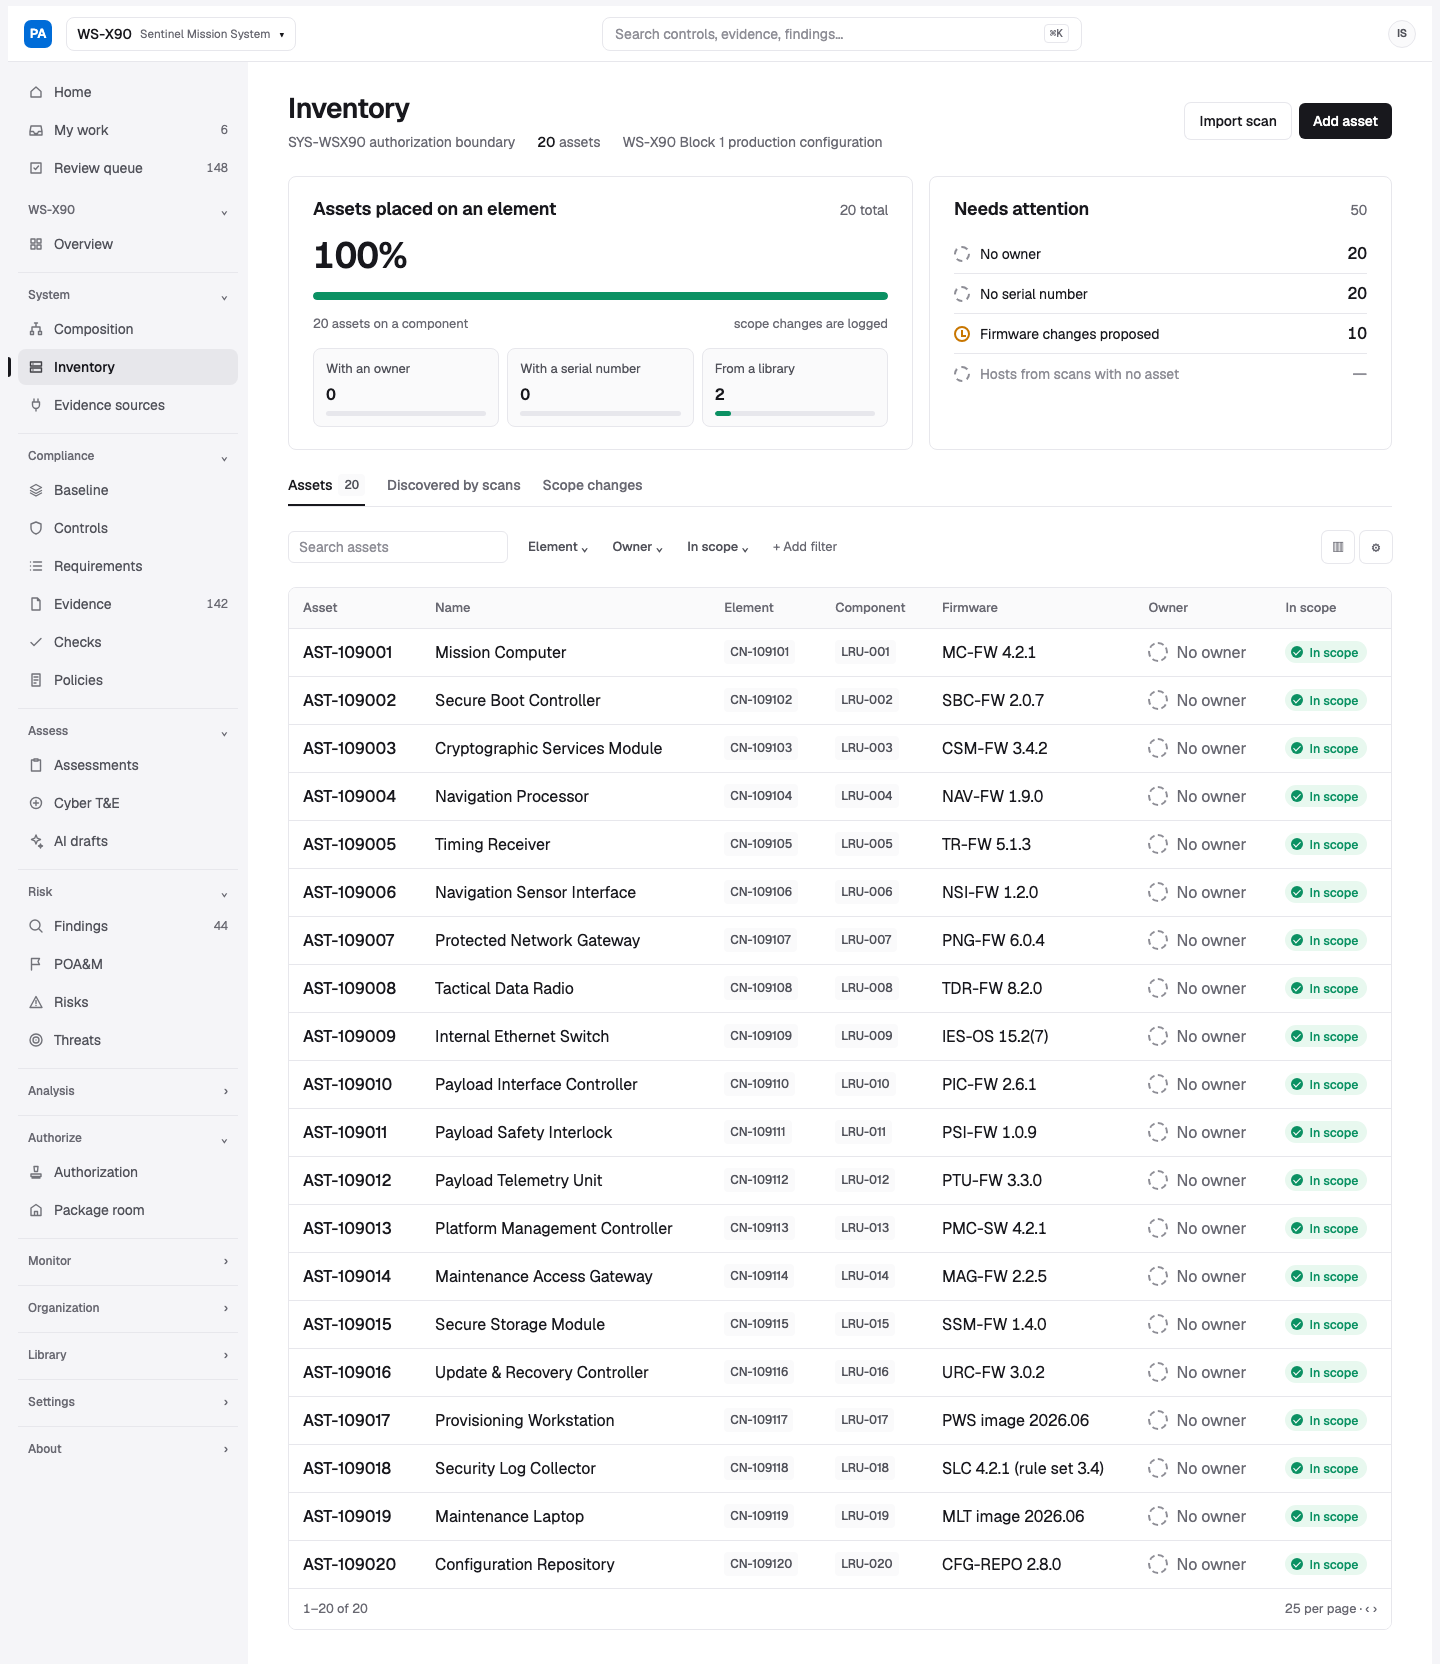 PA WS-X90 Sentinel Mission System ▾ Search controls, evidence, findings... ⌘K IS
Home
My work 6
Review queue 148
WS-X90
Overview
System
Composition
Inventory
Evidence sources
Compliance
Baseline
Controls
Requirements
Evidence 142
Checks
Policies
Assess
Assessments
Cyber T&E
AI drafts
Risk
Findings 44
POA&M
Risks
Threats
Analysis
Authorize
Authorization
Package room
Monitor
Organization
Library
Settings
About
Inventory
SYS-WSX90 authorization boundary 20 assets WS-X90 Block 1 production configuration
Import scan Add asset
Assets placed on an element 20 total
100%
20 assets on a component scope changes are logged
With an owner
0
With a serial number
0
From a library
2
Needs attention 50
No owner 20
No serial number 20
Firmware changes proposed 10
Hosts from scans with no asset —
Assets 20 Discovered by scans Scope changes
Search assets Element Owner In scope + Add filter
Asset Name Element Component Firmware Owner In scope
AST-109001 Mission Computer CN-109101 LRU-001 MC-FW 4.2.1 No owner In scope
AST-109002 Secure Boot Controller CN-109102 LRU-002 SBC-FW 2.0.7 No owner In scope
AST-109003 Cryptographic Services Module CN-109103 LRU-003 CSM-FW 3.4.2 No owner In scope
AST-109004 Navigation Processor CN-109104 LRU-004 NAV-FW 1.9.0 No owner In scope
AST-109005 Timing Receiver CN-109105 LRU-005 TR-FW 5.1.3 No owner In scope
AST-109006 Navigation Sensor Interface CN-109106 LRU-006 NSI-FW 1.2.0 No owner In scope
AST-109007 Protected Network Gateway CN-109107 LRU-007 PNG-FW 6.0.4 No owner In scope
AST-109008 Tactical Data Radio CN-109108 LRU-008 TDR-FW 8.2.0 No owner In scope
AST-109009 Internal Ethernet Switch CN-109109 LRU-009 IES-OS 15.2(7) No owner In scope
AST-109010 Payload Interface Controller CN-109110 LRU-010 PIC-FW 2.6.1 No owner In scope
AST-109011 Payload Safety Interlock CN-109111 LRU-011 PSI-FW 1.0.9 No owner In scope
AST-109012 Payload Telemetry Unit CN-109112 LRU-012 PTU-FW 3.3.0 No owner In scope
AST-109013 Platform Management Controller CN-109113 LRU-013 PMC-SW 4.2.1 No owner In scope
AST-109014 Maintenance Access Gateway CN-109114 LRU-014 MAG-FW 2.2.5 No owner In scope
AST-109015 Secure Storage Module CN-109115 LRU-015 SSM-FW 1.4.0 No owner In scope
AST-109016 Update & Recovery Controller CN-109116 LRU-016 URC-FW 3.0.2 No owner In scope
AST-109017 Provisioning Workstation CN-109117 LRU-017 PWS image 2026.06 No owner In scope
AST-109018 Security Log Collector CN-109118 LRU-018 SLC 4.2.1 (rule set 3.4) No owner In scope
AST-109019 Maintenance Laptop CN-109119 LRU-019 MLT image 2026.06 No owner In scope
AST-109020 Configuration Repository CN-109120 LRU-020 CFG-REPO 2.8.0 No owner In scope
1–20 of 20 25 per page · ‹ ›